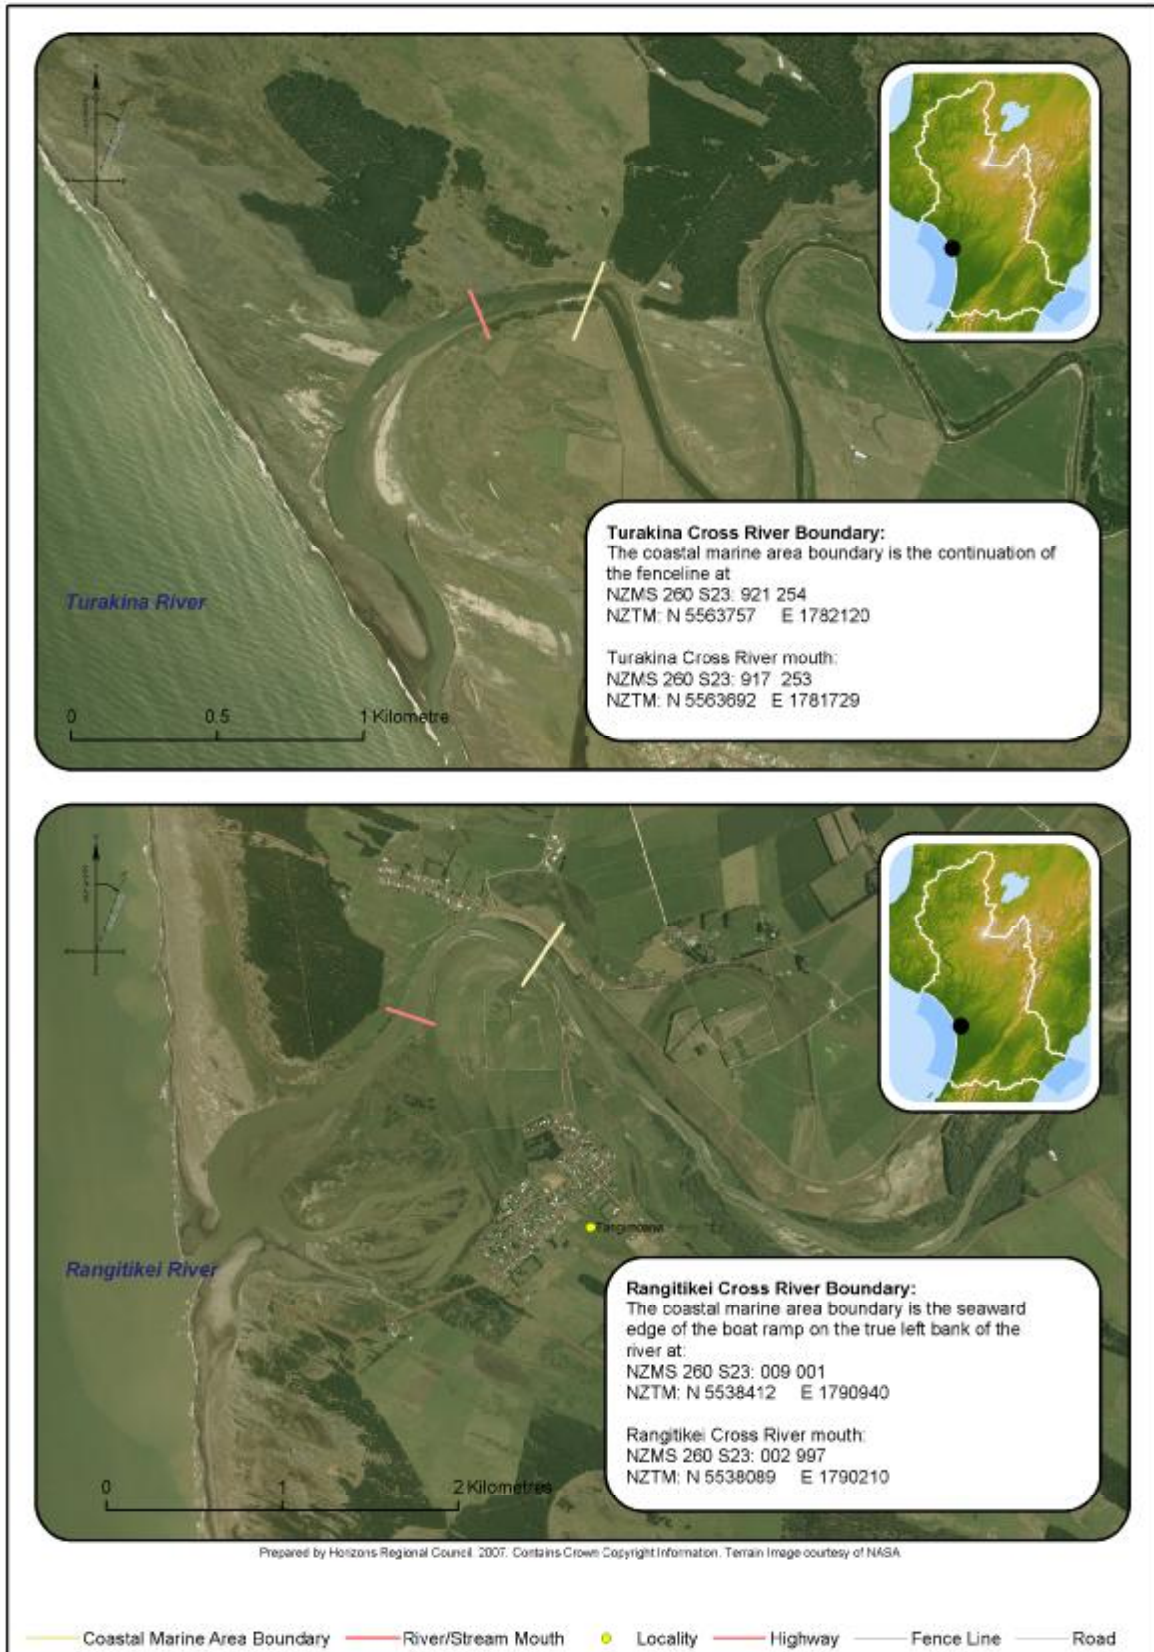 Turakina River
0 0.5 1 Kilometre
Turakina Cross River Boundary:
The coastal marine area boundary is the continuation of
the fenceline at
NZMS 260 S23: 921 254
NZTM: N 5563757 E 1782120
Turakina Cross River mouth:
NZMS 260 S23: 917 253
NZTM: N 5563692 E 1781729
Tangimoana
Rangitikei River
0 1 2 Kilometres
Rangitikei Cross River Boundary:
The coastal marine area boundary is the seaward
edge of the boat ramp on the true left bank of the
river at:
NZMS 260 S23: 009 001
NZTM: N 5538412 E 1790940
Rangitikei Cross River mouth:
NZMS 260 S23: 002 997
NZTM: N 5538089 E 1790210
Prepared by Horizons Regional Council. 2007. Contains Crown Copyright Information. Terrain Image courtesy of NASA
Coastal Marine Area Boundary River/Stream Mouth Locality Highway Fence Line Road